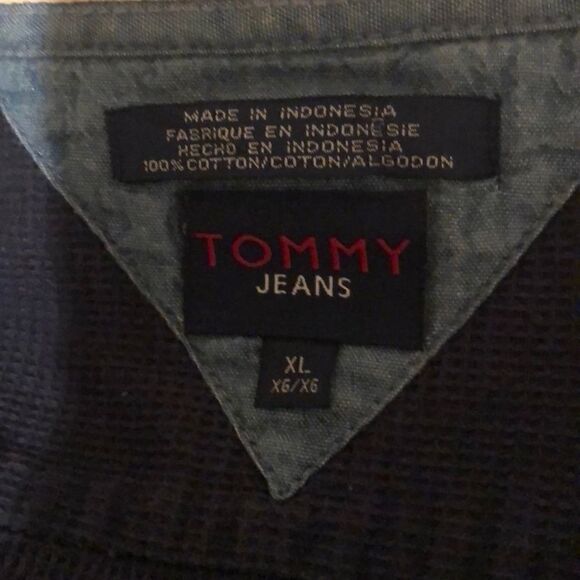 MADE IN INDONESIA
FABRIQUE EN INDONESIE
HECHO EN INDONESIA
100% COTTON/COTON/ALGODON
TOMMY
JEANS
XL
XG/XG